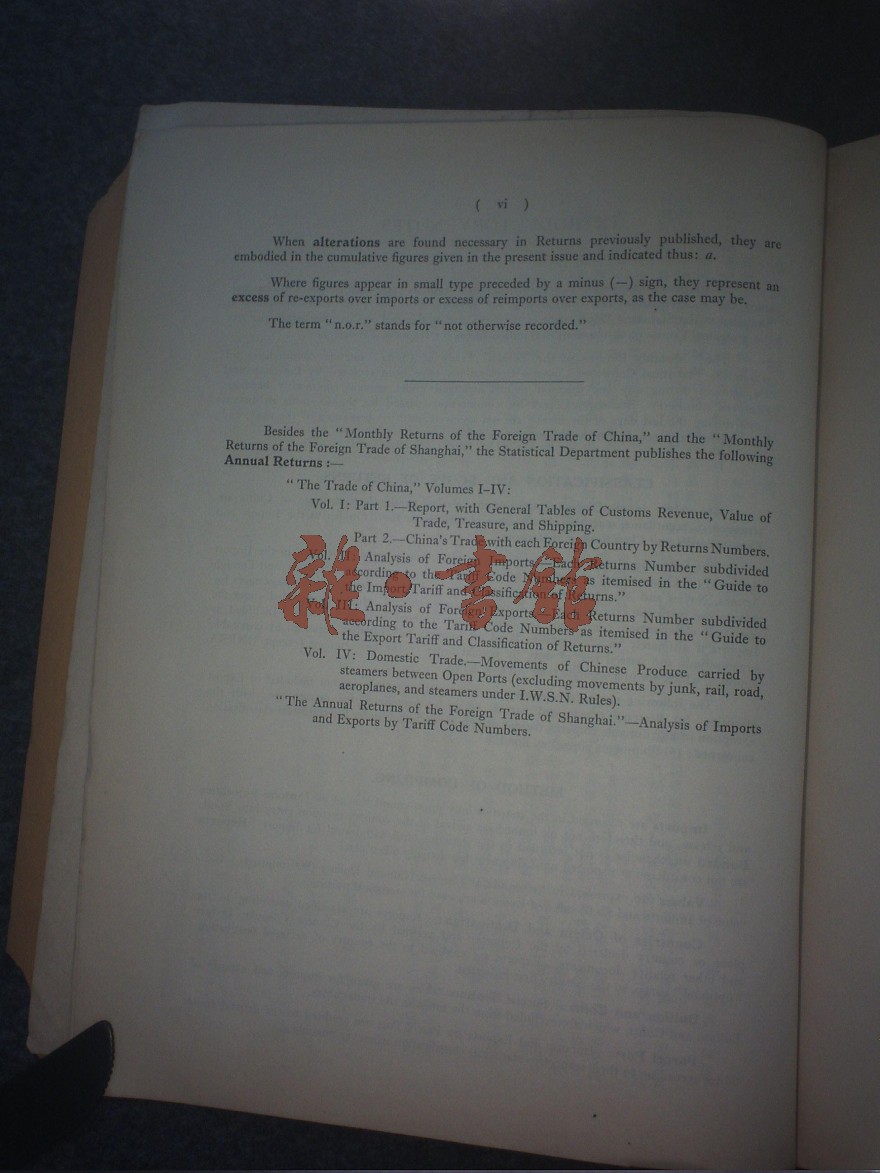 ( vi )
When alterations are found necessary in Returns previously published, they are
embodied in the cumulative figures given in the present issue and indicated thus: a.
Where figures appear in small type preceded by a minus (—) sign, they represent an
excess of re-exports over imports or excess of reimports over exports, as the case may be.
The term "n.o.r." stands for "not otherwise recorded."
Besides the "Monthly Returns of the Foreign Trade of China," and the "Monthly
Returns of the Foreign Trade of Shanghai," the Statistical Department publishes the following
Annual Returns :—
"The Trade of China," Volumes I–IV:
Vol. I: Part 1.—Report, with General Tables of Customs Revenue, Value of
Trade, Treasure, and Shipping.
Part 2.—China's Trade with each Foreign Country by Returns Numbers.
Vol. II: Analysis of Foreign Imports.—Each Returns Number subdivided
according to the Tariff Code Numbers as itemised in the "Guide to
the Import Tariff and Classification of Returns."
Vol. III: Analysis of Foreign Exports.—Each Returns Number subdivided
according to the Tariff Code Numbers as itemised in the "Guide to
the Export Tariff and Classification of Returns."
Vol. IV: Domestic Trade.—Movements of Chinese Produce carried by
steamers between Open Ports (excluding movements by junk, rail, road,
aeroplanes, and steamers under I.W.S.N. Rules).
"The Annual Returns of the Foreign Trade of Shanghai."—Analysis of Imports
and Exports by Tariff Code Numbers.
雜·書館